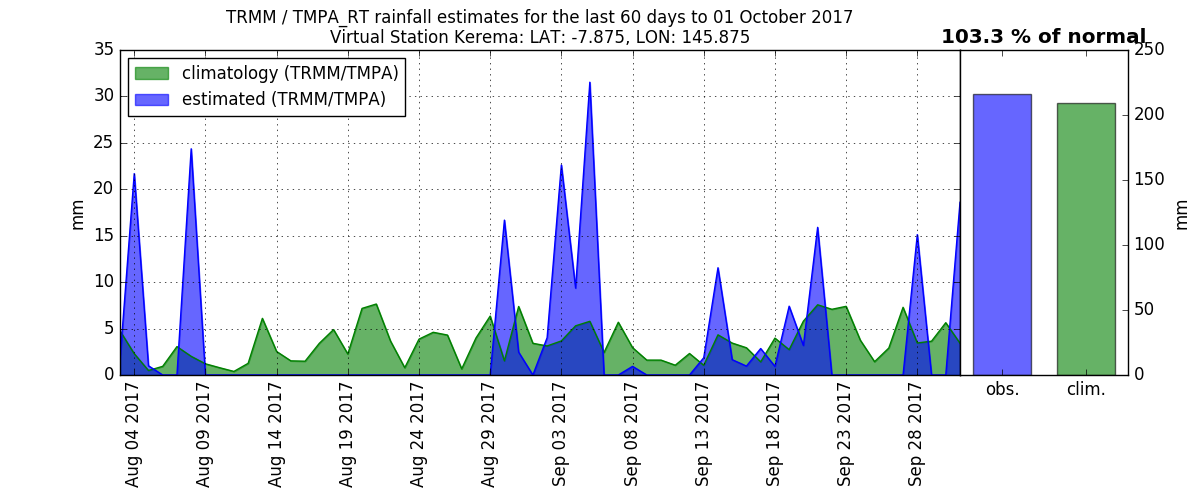 TRMM / TMPA_RT rainfall estimates for the last 60 days to 01 October 2017
Virtual Station Kerema: LAT: -7.875, LON: 145.875
103.3 % of normal
climatology (TRMM/TMPA)
estimated (TRMM/TMPA)
35
30
25
20
15
10
5
0
mm
Aug 04 2017
Aug 09 2017
Aug 14 2017
Aug 19 2017
Aug 24 2017
Aug 29 2017
Sep 03 2017
Sep 08 2017
Sep 13 2017
Sep 18 2017
Sep 23 2017
Sep 28 2017
obs.
clim.
250
200
150
100
50
0
mm